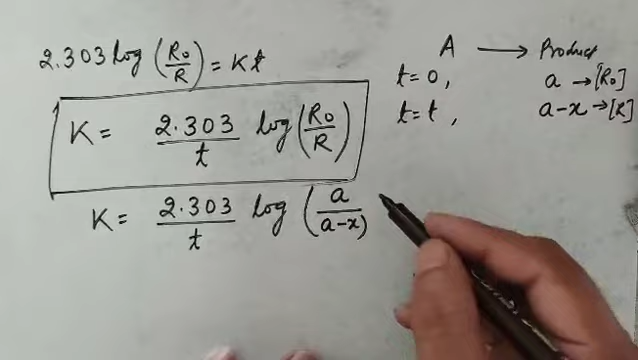 2.303 log (R₀/R) = Kt
A ⟶ Product
t=0, a →[R₀]
t=t, a-x→[R]
K = 2.303/t log (R₀/R)
K = 2.303/t log (a/a-x)